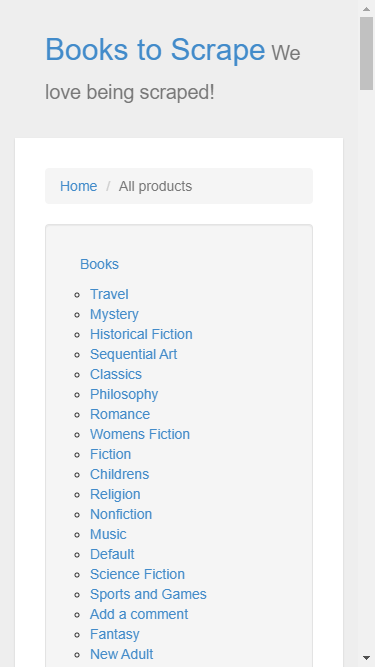 Books to Scrape We
love being scraped!
Home / All products
Books
Travel
Mystery
Historical Fiction
Sequential Art
Classics
Philosophy
Romance
Womens Fiction
Fiction
Childrens
Religion
Nonfiction
Music
Default
Science Fiction
Sports and Games
Add a comment
Fantasy
New Adult